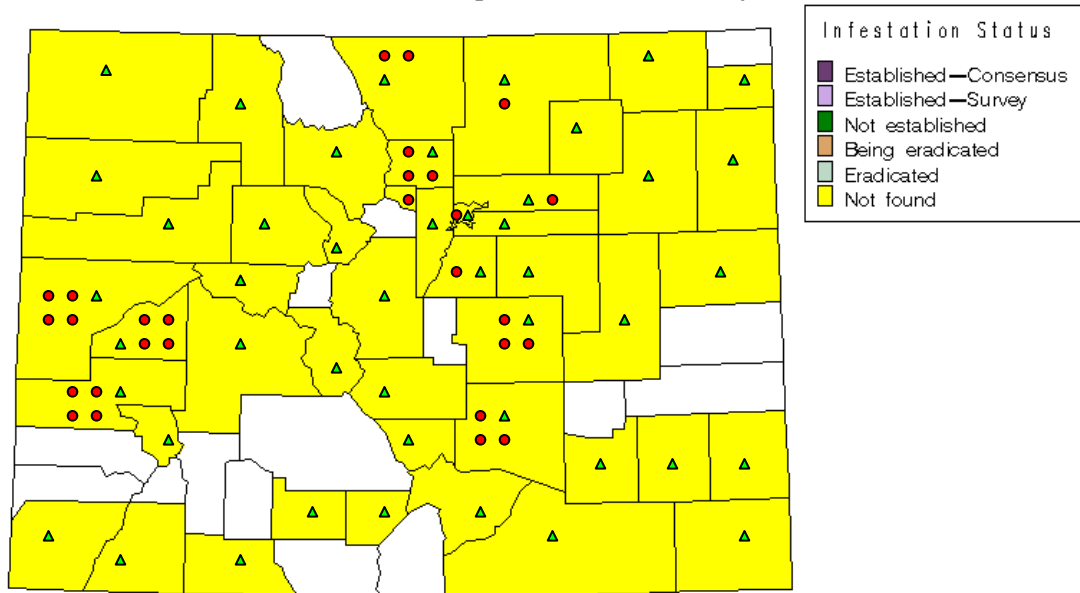 Infestation Status
Established—Consensus
Established—Survey
Not established
Being eradicated
Eradicated
Not found